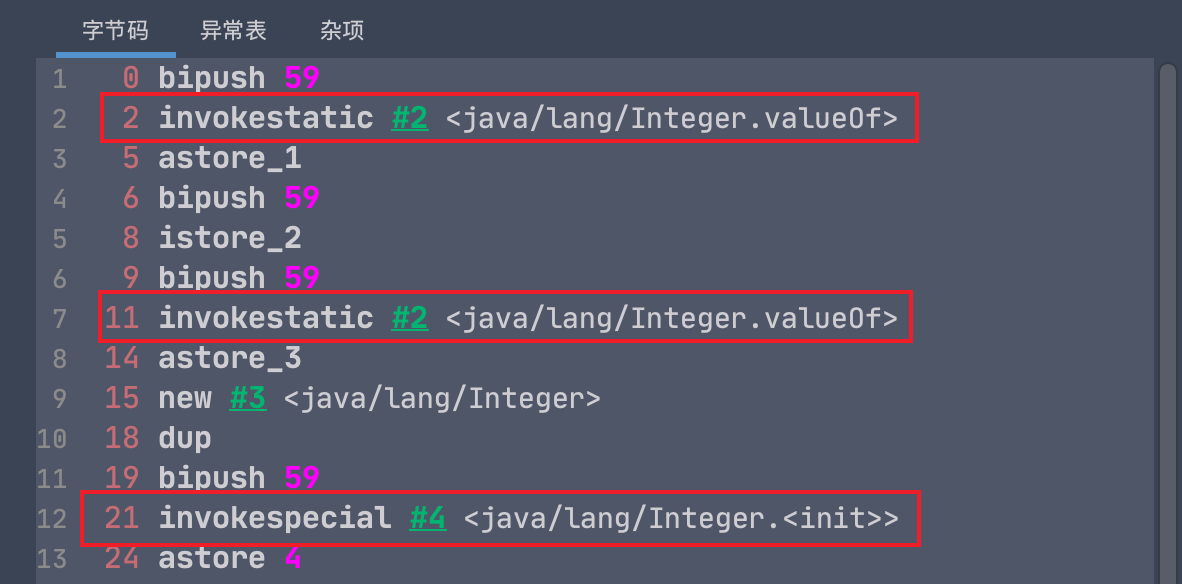 字节码 异常表 杂项
1 0 bipush 59
2 2 invokestatic #2 <java/lang/Integer.valueOf>
3 5 astore_1
4 6 bipush 59
5 8 istore_2
6 9 bipush 59
7 11 invokestatic #2 <java/lang/Integer.valueOf>
8 14 astore_3
9 15 new #3 <java/lang/Integer>
10 18 dup
11 19 bipush 59
12 21 invokespecial #4 <java/lang/Integer.<init>>
13 24 astore 4